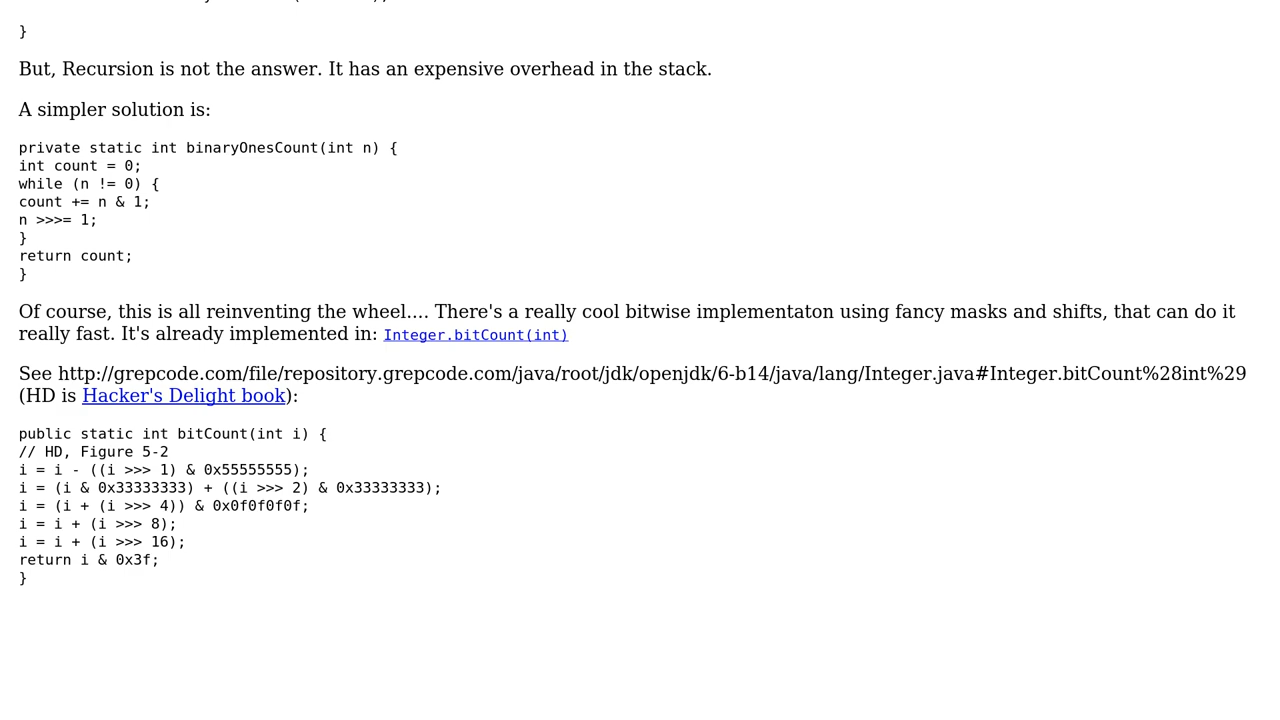 }
But, Recursion is not the answer. It has an expensive overhead in the stack.
A simpler solution is:
private static int binaryOnesCount(int n) {
int count = 0;
while (n != 0) {
count += n & 1;
n >>>= 1;
}
return count;
}
Of course, this is all reinventing the wheel.... There's a really cool bitwise implementaton using fancy masks and shifts, that can do it
really fast. It's already implemented in: Integer.bitCount(int)
See http://grepcode.com/file/repository.grepcode.com/java/root/jdk/openjdk/6-b14/java/lang/Integer.java#Integer.bitCount%28int%29
(HD is Hacker's Delight book):
public static int bitCount(int i) {
// HD, Figure 5-2
i = i - ((i >>> 1) & 0x55555555);
i = (i & 0x33333333) + ((i >>> 2) & 0x33333333);
i = (i + (i >>> 4)) & 0x0f0f0f0f;
i = i + (i >>> 8);
i = i + (i >>> 16);
return i & 0x3f;
}